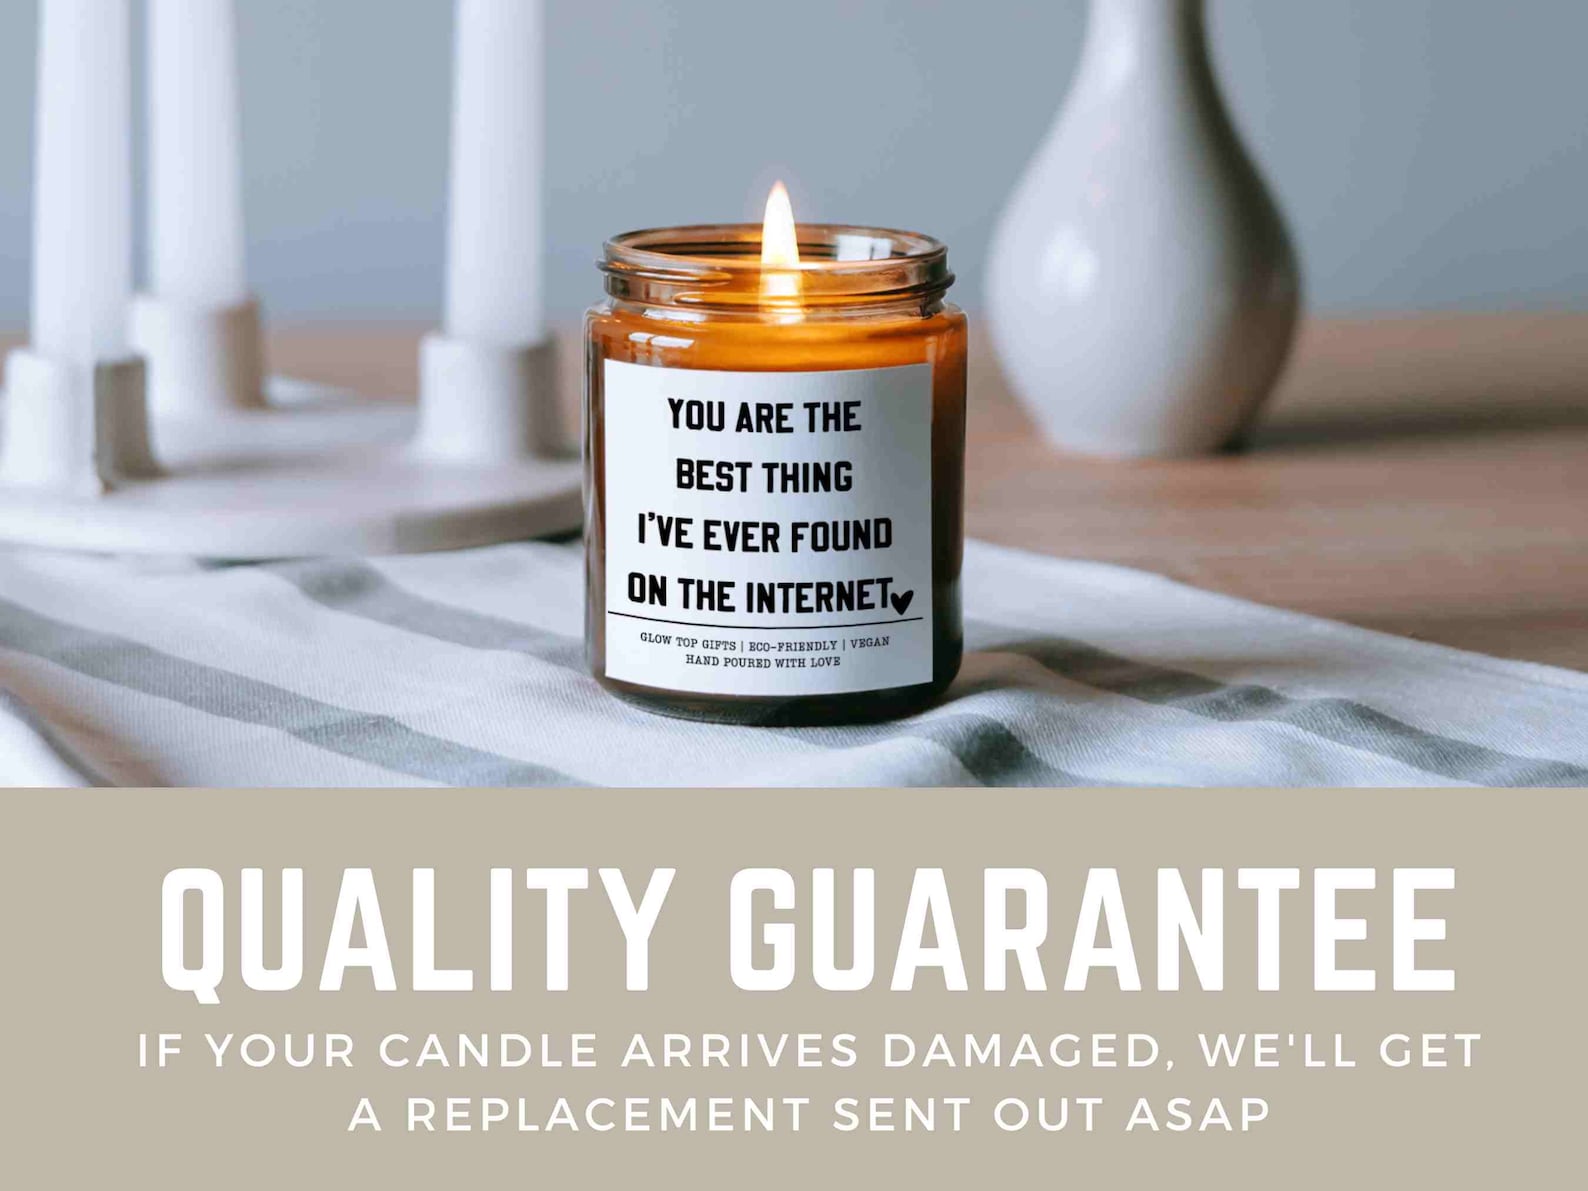 YOU ARE THE
BEST THING
I'VE EVER FOUND
ON THE INTERNET
GLOW TOP GIFTS | ECO-FRIENDLY | VEGAN
HAND POURED WITH LOVE
QUALITY GUARANTEE
IF YOUR CANDLE ARRIVES DAMAGED, WE'LL GET
A REPLACEMENT SENT OUT ASAP